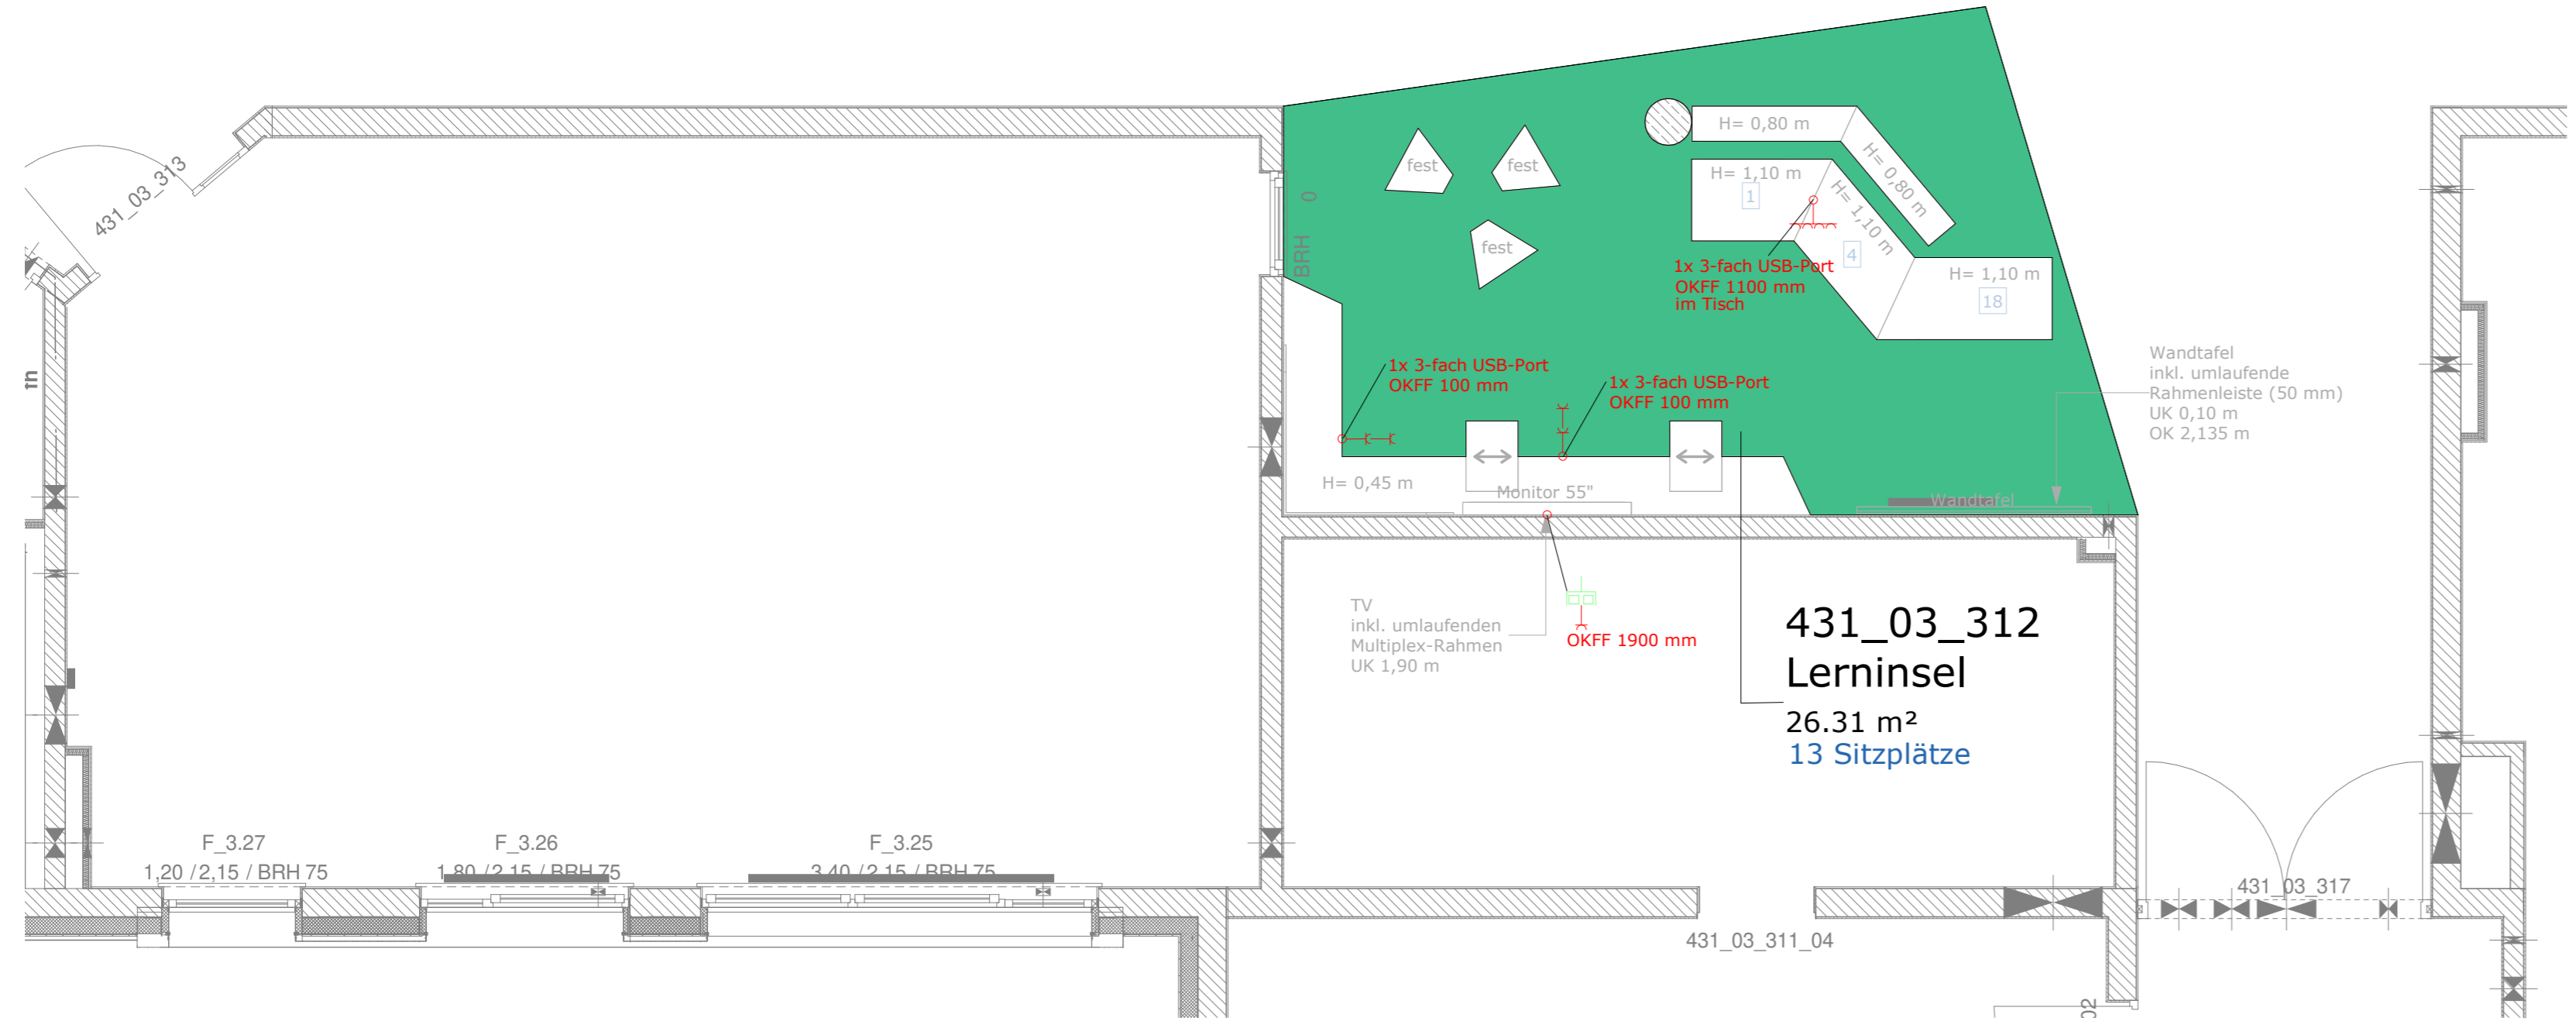 431_03_313
fn
BRH 0
fest
fest
fest
H= 0,80 m
H= 0,80 m
H= 1,10 m
1
H= 1,10 m
4
H= 1,10 m
18
1x 3-fach USB-Port
OKFF 1100 mm
im Tisch
1x 3-fach USB-Port
OKFF 100 mm
1x 3-fach USB-Port
OKFF 100 mm
Wandtafel
inkl. umlaufende
Rahmenleiste (50 mm)
UK 0,10 m
OK 2,135 m
H= 0,45 m
Monitor 55"
Wandtafel
TV
inkl. umlaufenden
Multiplex-Rahmen
UK 1,90 m
OKFF 1900 mm
431_03_312
Lerninsel
26.31 m²
13 Sitzplätze
F_3.27
1,20 / 2,15 / BRH 75
F_3.26
1,80 / 2,15 / BRH 75
F_3.25
3,40 / 2,15 / BRH 75
431_03_317
431_03_311_04
02